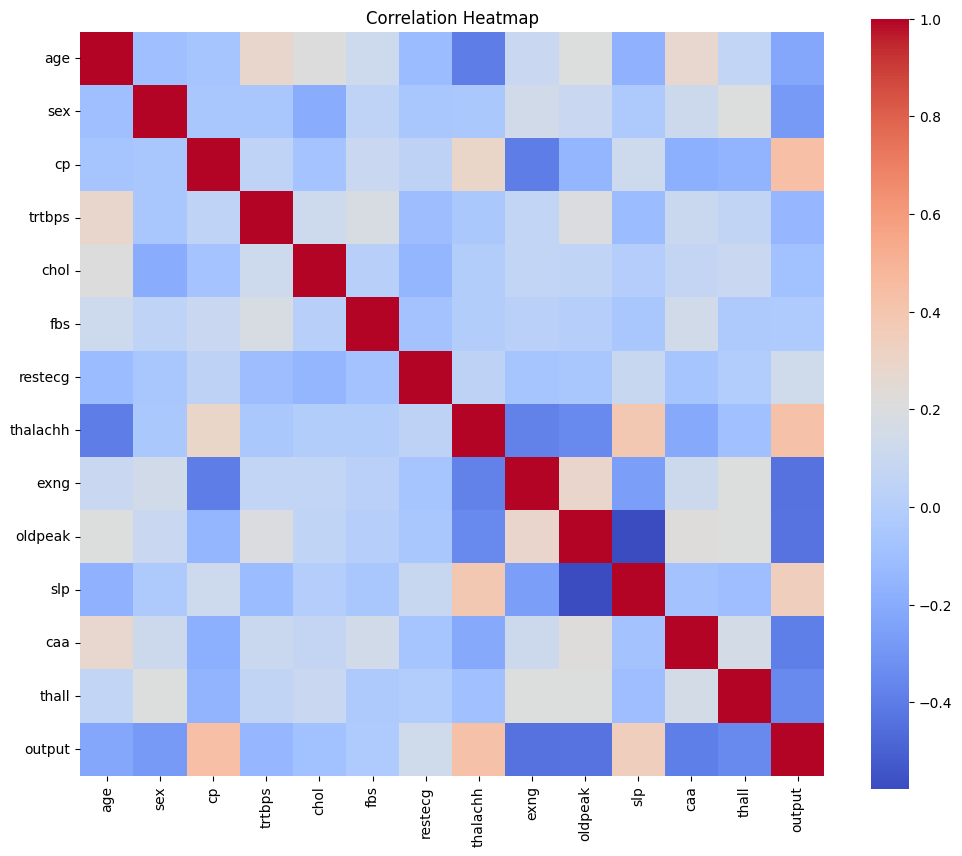 Correlation Heatmap
age
sex
cp
trtbps
chol
fbs
restecg
thalachh
exng
oldpeak
slp
caa
thall
output
age
sex
cp
trtbps
chol
fbs
restecg
thalachh
exng
oldpeak
slp
caa
thall
output
1.0
0.8
0.6
0.4
0.2
0.0
−0.2
−0.4